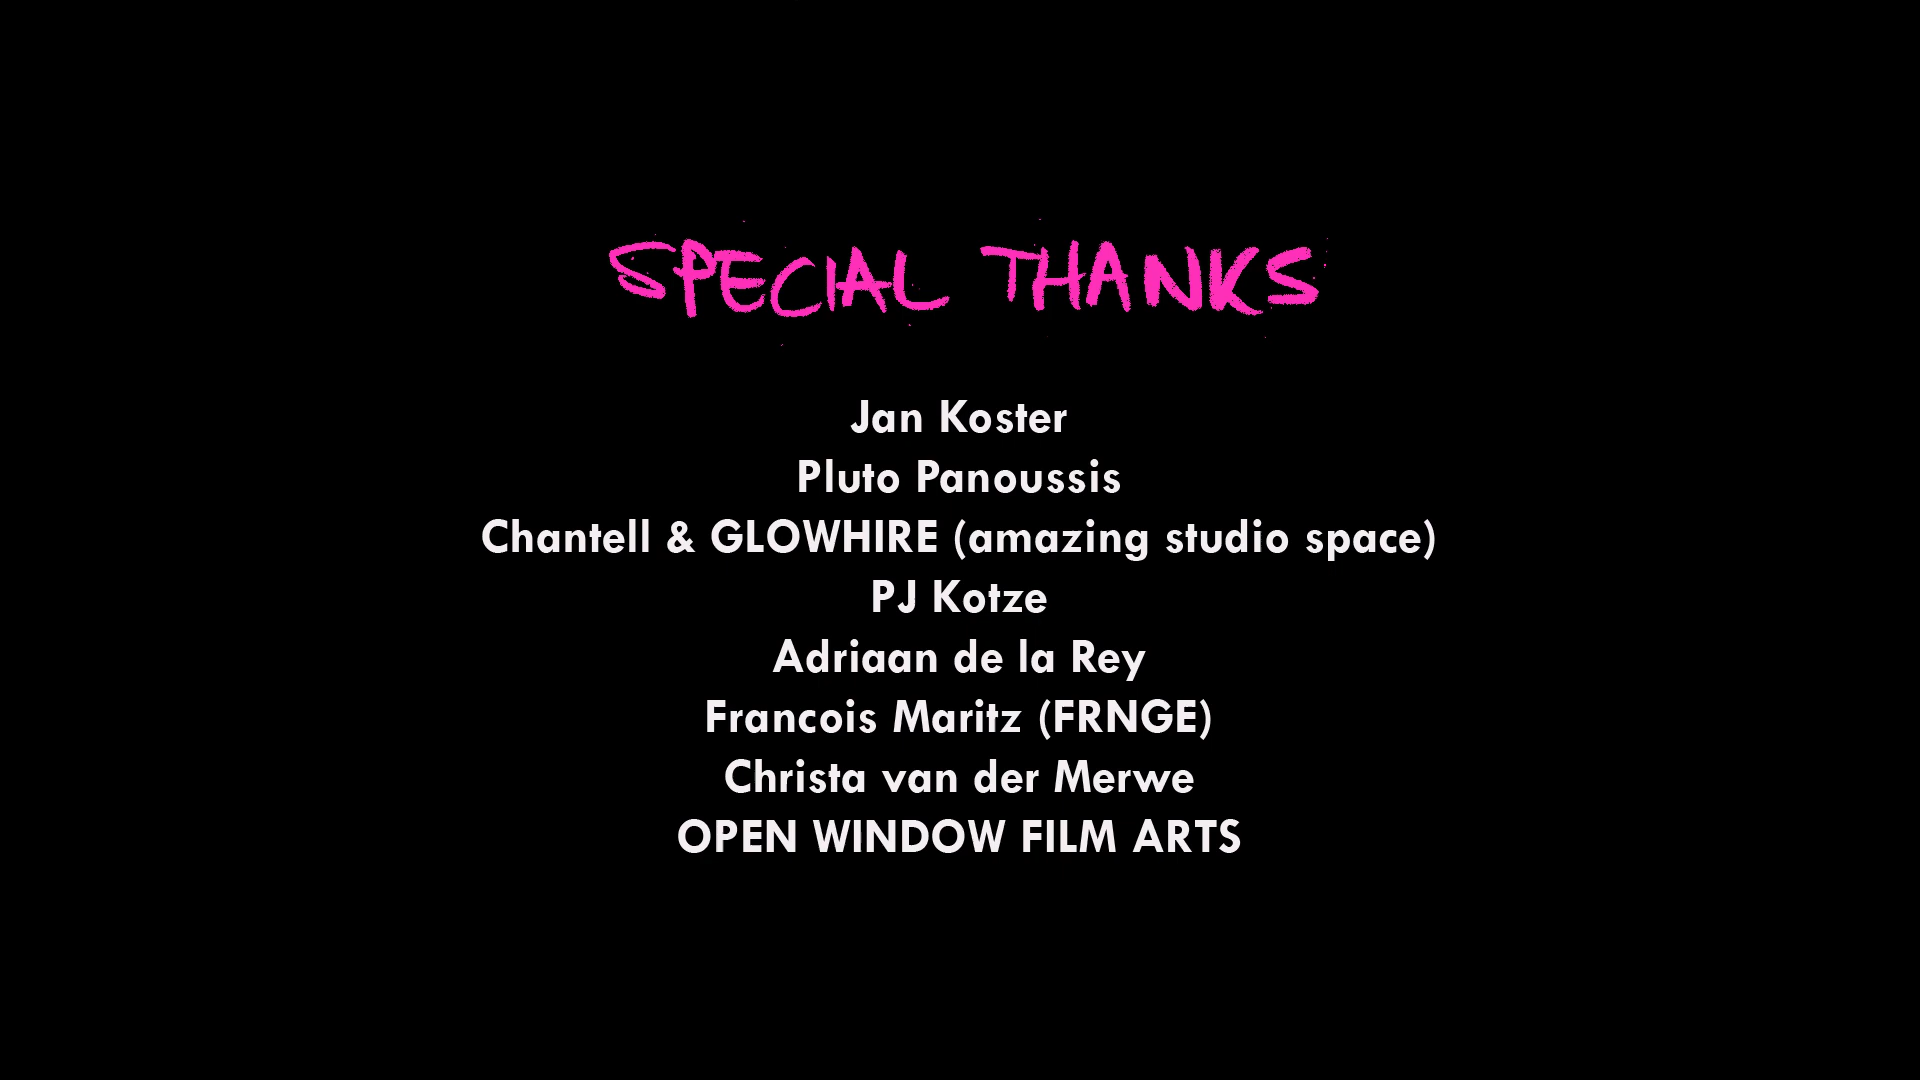 SPECIAL THANKS
Jan Koster
Pluto Panoussis
Chantell & GLOWHIRE (amazing studio space)
PJ Kotze
Adriaan de la Rey
Francois Maritz (FRNGE)
Christa van der Merwe
OPEN WINDOW FILM ARTS